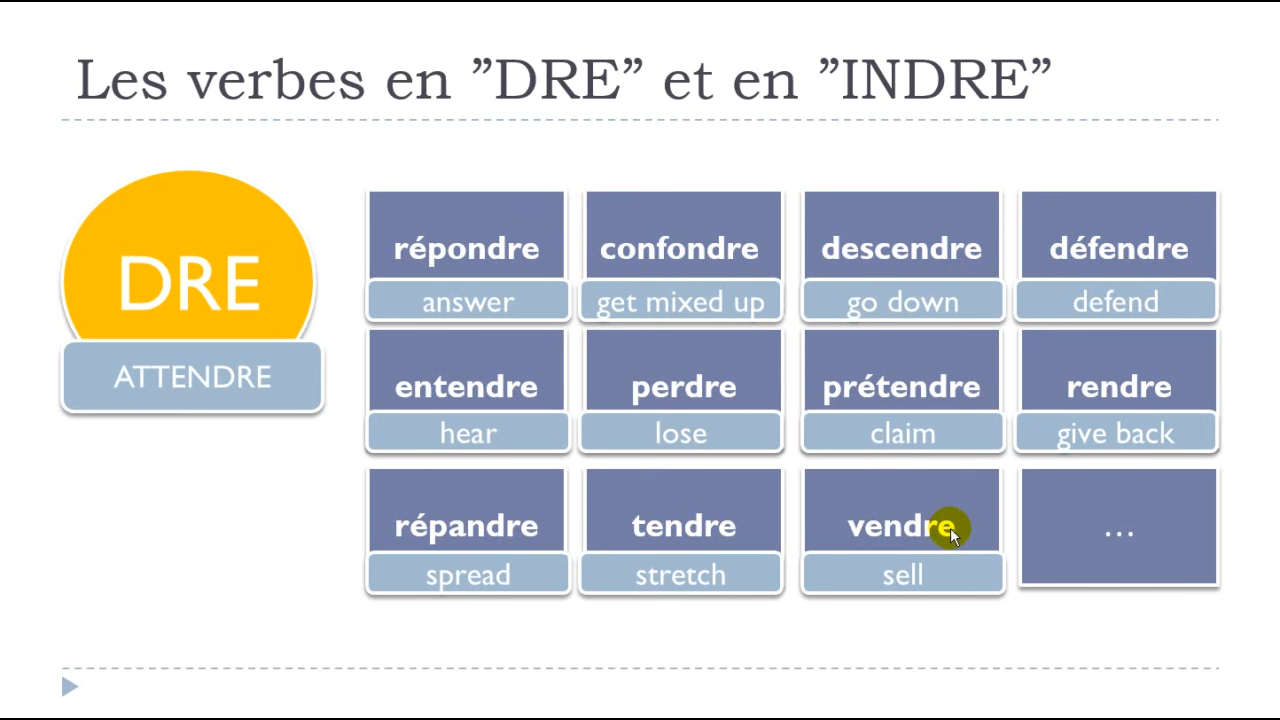 Les verbes en ”DRE” et en ”INDRE”
DRE
ATTENDRE
répondre
answer
confondre
get mixed up
descendre
go down
défendre
defend
entendre
hear
perdre
lose
prétendre
claim
rendre
give back
répandre
spread
tendre
stretch
vendre
sell
...